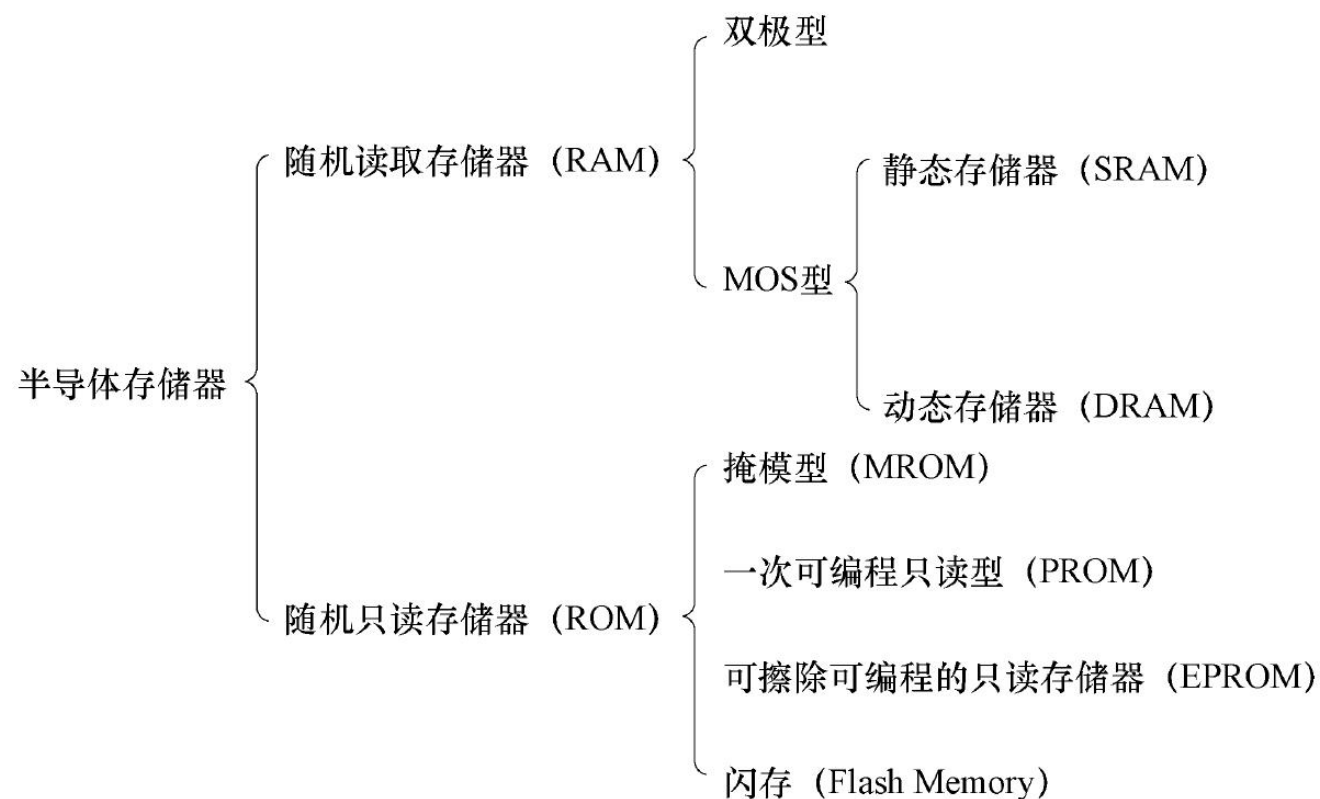 半导体存储器
随机读取存储器（RAM）
双极型
MOS型
静态存储器（SRAM）
动态存储器（DRAM）
随机只读存储器（ROM）
掩模型（MROM）
一次可编程只读型（PROM）
可擦除可编程的只读存储器（EPROM）
闪存（Flash Memory）